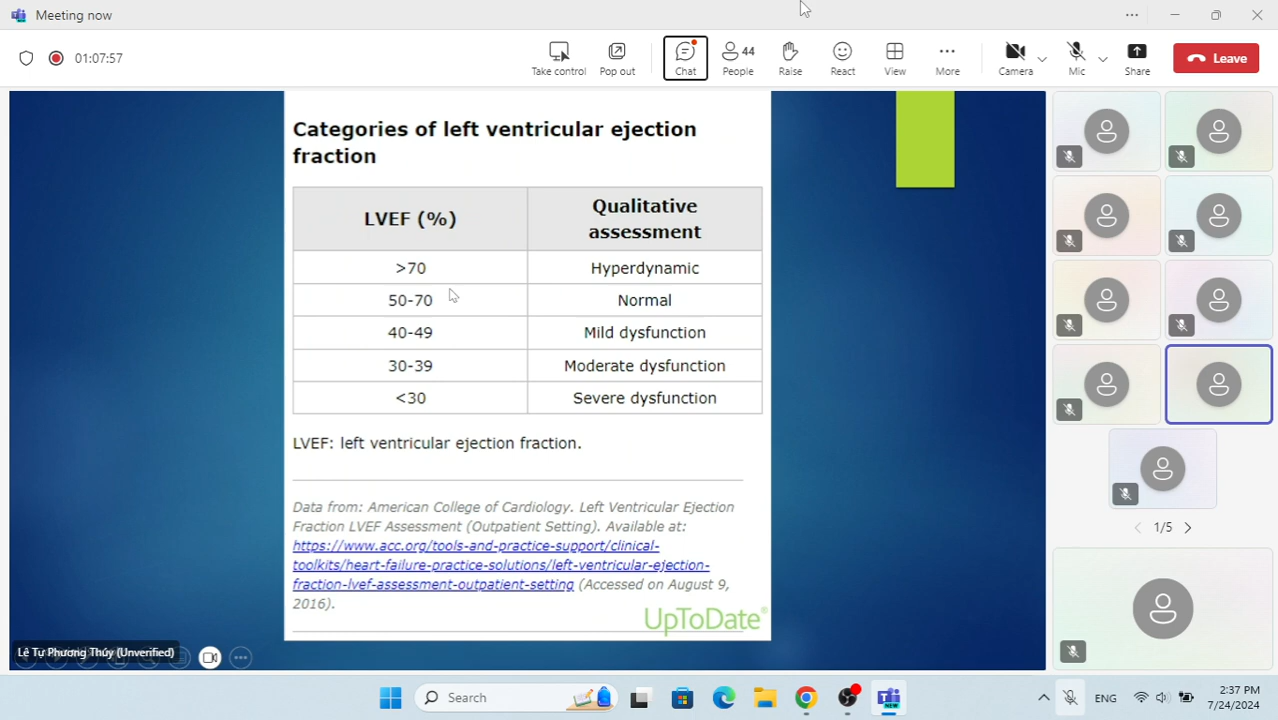 Meeting now
01:07:57
Take control
Pop out
Chat
44
People
Raise
React
View
More
Camera
Mic
Share
Leave
Categories of left ventricular ejection
fraction
LVEF (%)
Qualitative
assessment
>70
Hyperdynamic
50-70
Normal
40-49
Mild dysfunction
30-39
Moderate dysfunction
<30
Severe dysfunction
LVEF: left ventricular ejection fraction.
Data from: American College of Cardiology. Left Ventricular Ejection
Fraction LVEF Assessment (Outpatient Setting). Available at:
https://www.acc.org/tools-and-practice-support/clinical-
toolkits/heart-failure-practice-solutions/left-ventricular-ejection-
fraction-lvef-assessment-outpatient-setting (Accessed on August 9,
2016).
UpToDate®
Lê Tự Phương Thúy (Unverified)
1/5
Search
NEW
ENG
2:37 PM
7/24/2024